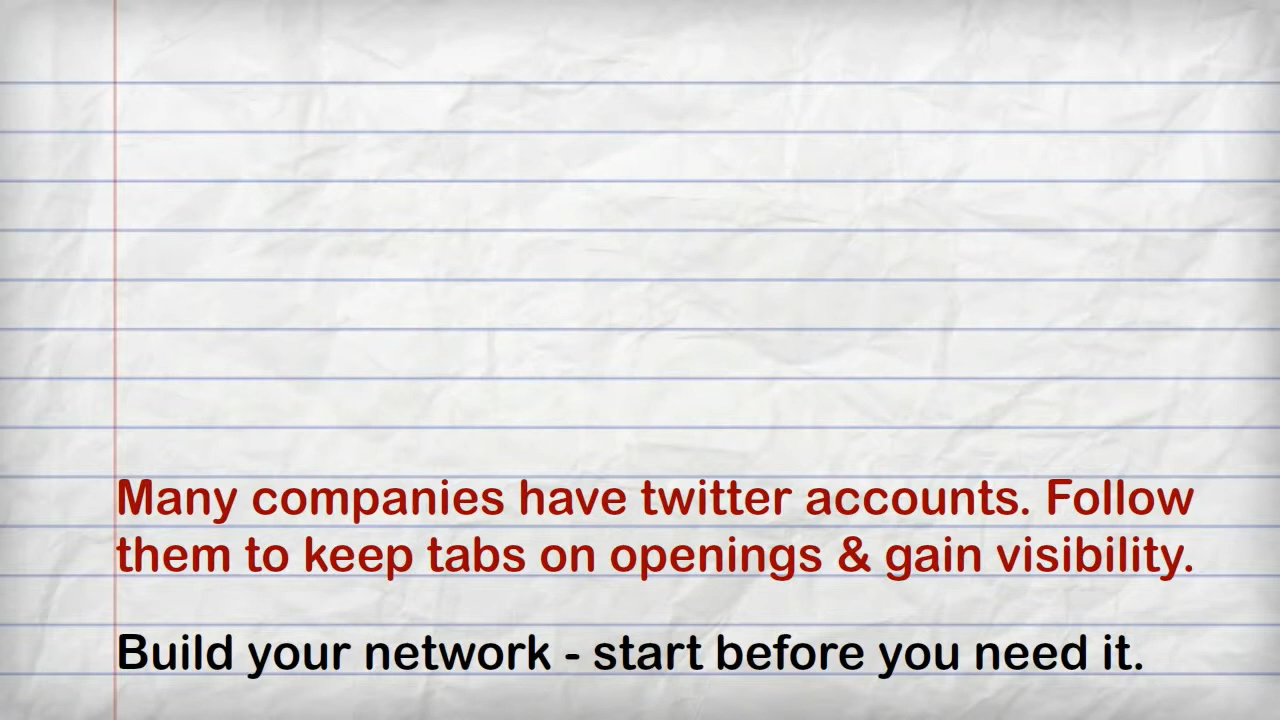 Many companies have twitter accounts. Follow
them to keep tabs on openings & gain visibility.
Build your network - start before you need it.